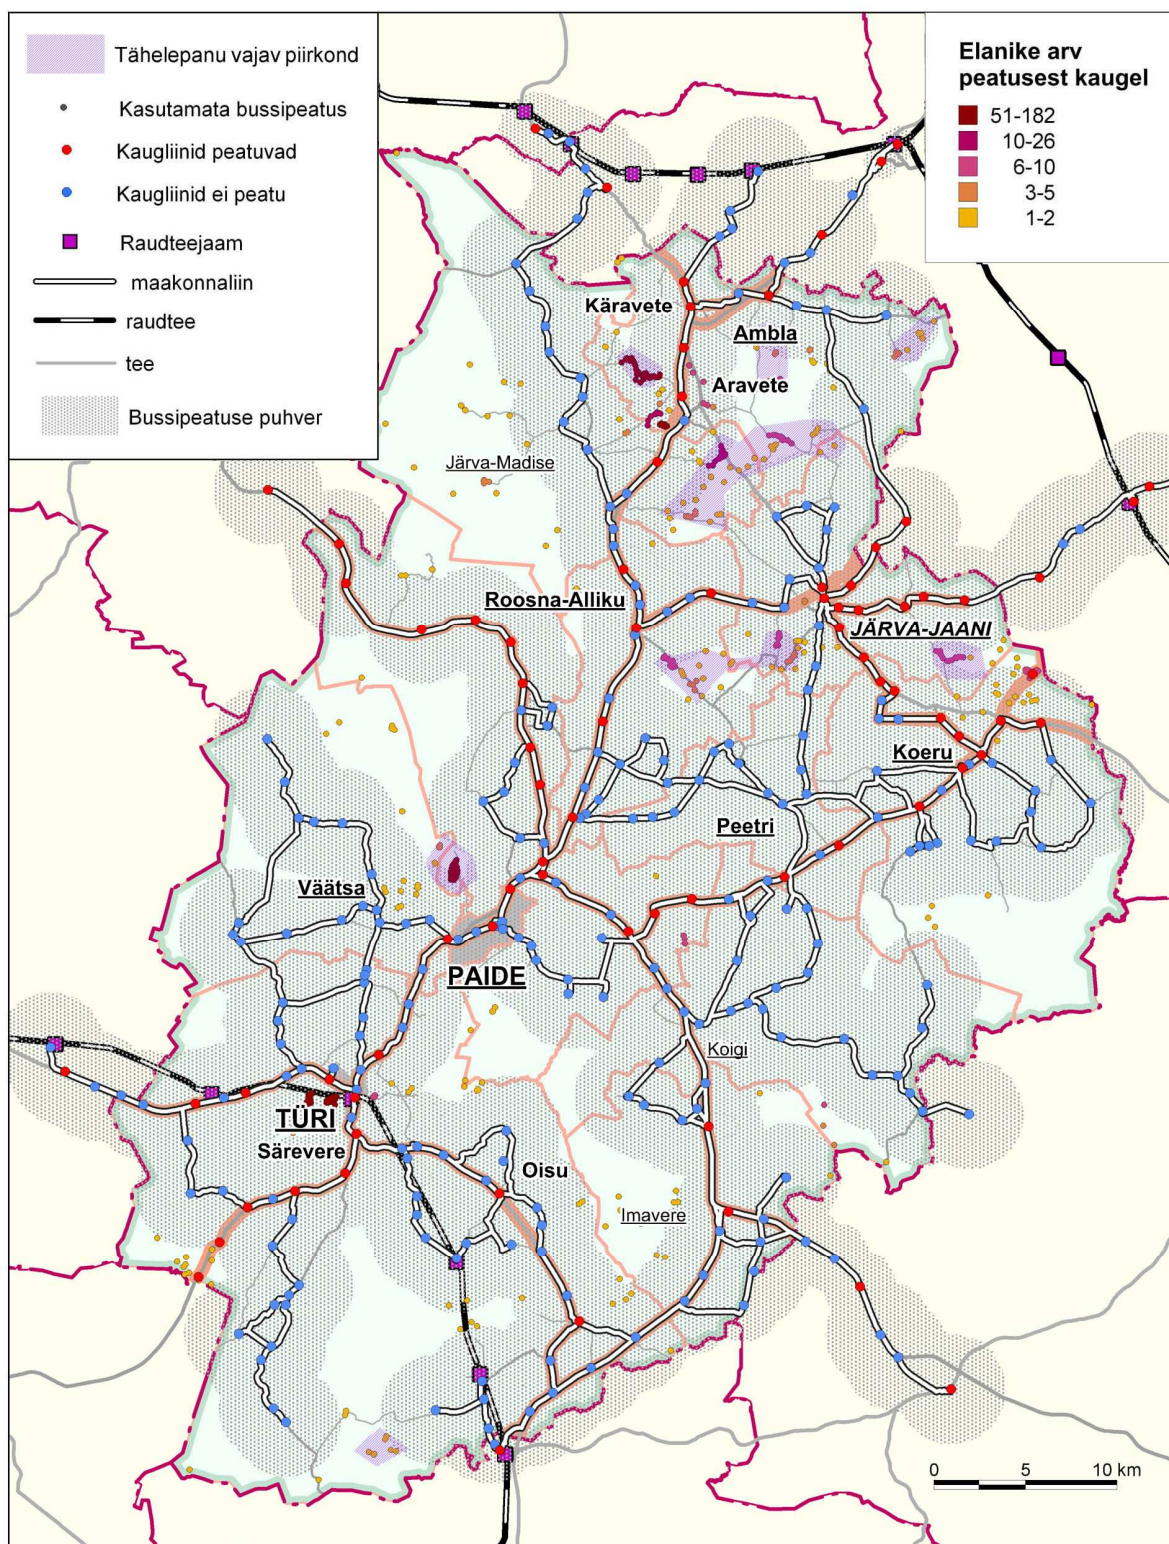 Tähelepanu vajav piirkond
Kasutamata bussipeatus
Kaugliinid peatuvad
Kaugliinid ei peatu
Raudteejaam
maakonnaliin
raudtee
tee
Bussipeatuse puhver
Elanike arv
peatusest kaugel
51-182
10-26
6-10
3-5
1-2
Käravete
Ambla
Aravete
Järva-Madise
Roosna-Alliku
JÄRVA-JAANI
Koeru
Peetri
Väätsa
PAIDE
Koigi
TÜRI
Särevere
Oisu
Imavere
0 5 10 km